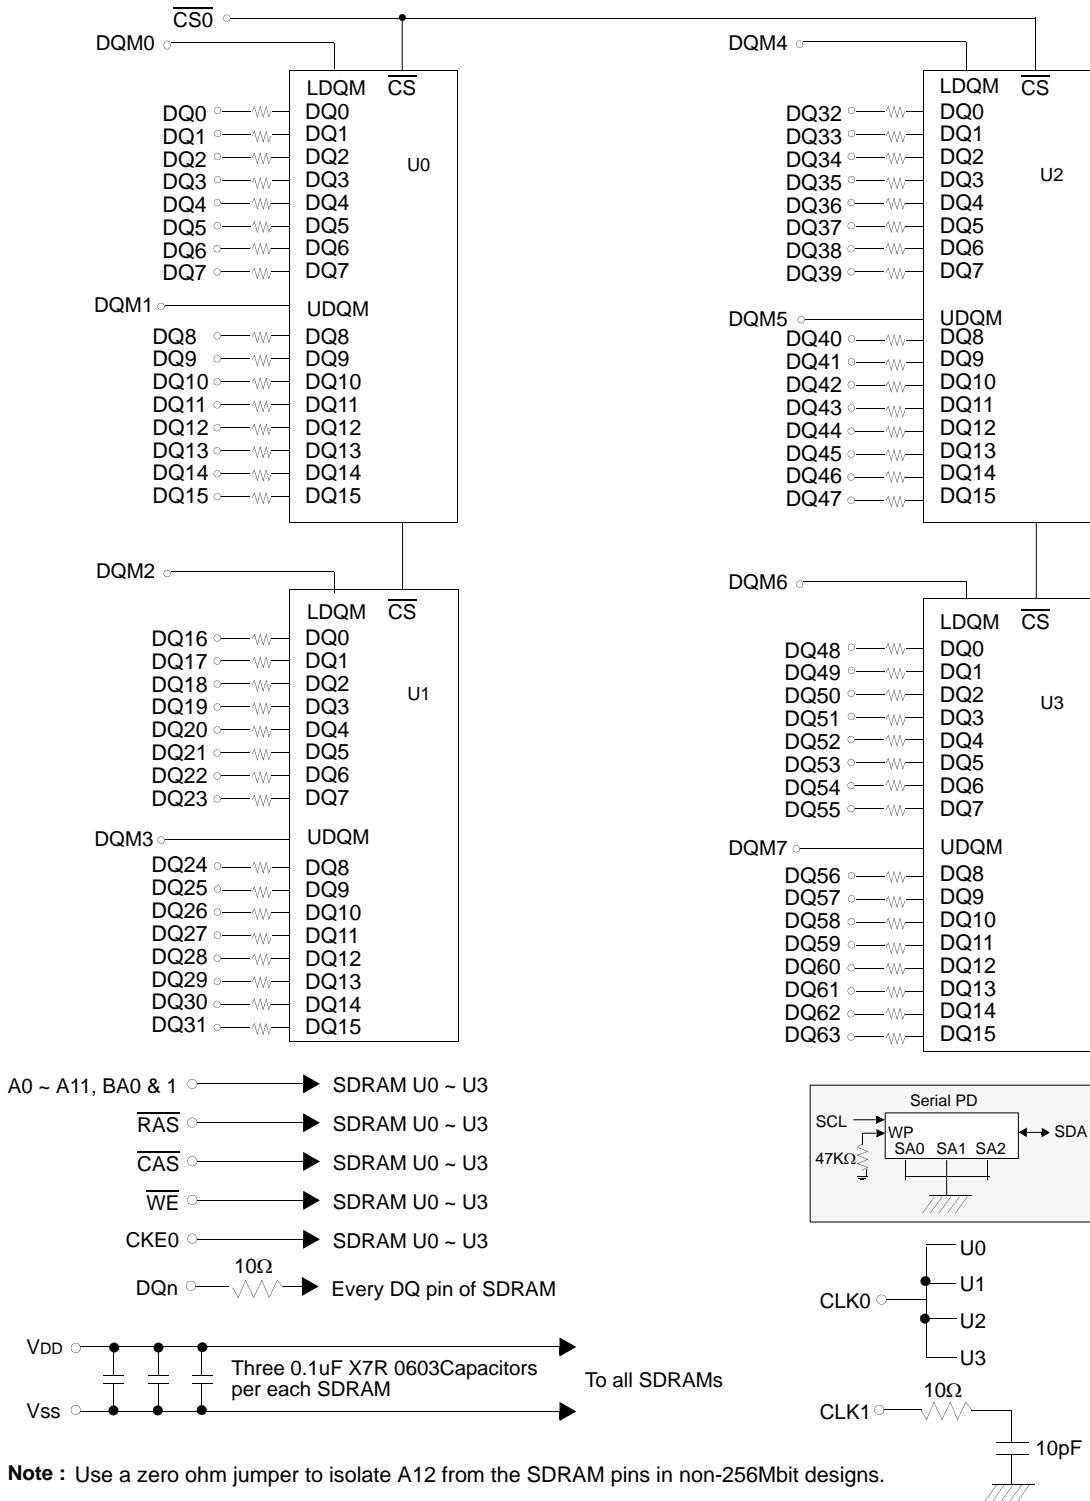 CS0
DQM0
LDQM CS
DQ0 DQ0
DQ1 DQ1
DQ2 DQ2
U0
DQ3 DQ3
DQ4 DQ4
DQ5 DQ5
DQ6 DQ6
DQ7 DQ7
DQM1 UDQM
DQ8 DQ8
DQ9 DQ9
DQ10 DQ10
DQ11 DQ11
DQ12 DQ12
DQ13 DQ13
DQ14 DQ14
DQ15 DQ15
DQM2
LDQM CS
DQ16 DQ0
DQ17 DQ1
DQ18 DQ2
U1
DQ19 DQ3
DQ20 DQ4
DQ21 DQ5
DQ22 DQ6
DQ23 DQ7
DQM3 UDQM
DQ24 DQ8
DQ25 DQ9
DQ26 DQ10
DQ27 DQ11
DQ28 DQ12
DQ29 DQ13
DQ30 DQ14
DQ31 DQ15
DQM4
LDQM CS
DQ32 DQ0
DQ33 DQ1
DQ34 DQ2
U2
DQ35 DQ3
DQ36 DQ4
DQ37 DQ5
DQ38 DQ6
DQ39 DQ7
DQM5 UDQM
DQ40 DQ8
DQ41 DQ9
DQ42 DQ10
DQ43 DQ11
DQ44 DQ12
DQ45 DQ13
DQ46 DQ14
DQ47 DQ15
DQM6
LDQM CS
DQ48 DQ0
DQ49 DQ1
DQ50 DQ2
U3
DQ51 DQ3
DQ52 DQ4
DQ53 DQ5
DQ54 DQ6
DQ55 DQ7
DQM7 UDQM
DQ56 DQ8
DQ57 DQ9
DQ58 DQ10
DQ59 DQ11
DQ60 DQ12
DQ61 DQ13
DQ62 DQ14
DQ63 DQ15
A0 ~ A11, BA0 & 1 SDRAM U0 ~ U3
RAS SDRAM U0 ~ U3
CAS SDRAM U0 ~ U3
WE SDRAM U0 ~ U3
CKE0 SDRAM U0 ~ U3
10Ω
DQn Every DQ pin of SDRAM
VDD
Three 0.1uF X7R 0603Capacitors
per each SDRAM
To all SDRAMs
Vss
Serial PD
SCL
WP
SDA
47KΩ
SA0 SA1 SA2
U0
U1
CLK0
U2
U3
10Ω
CLK1
10pF
Note : Use a zero ohm jumper to isolate A12 from the SDRAM pins in non-256Mbit designs.